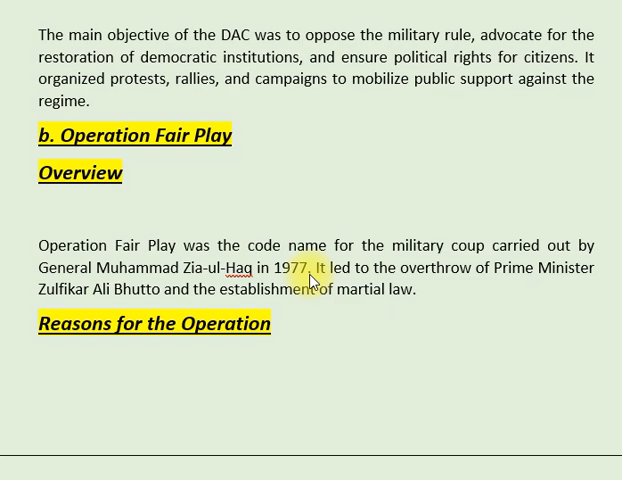 The main objective of the DAC was to oppose the military rule, advocate for the
restoration of democratic institutions, and ensure political rights for citizens. It
organized protests, rallies, and campaigns to mobilize public support against the
regime.
b. Operation Fair Play
Overview
Operation Fair Play was the code name for the military coup carried out by
General Muhammad Zia-ul-Haq in 1977. It led to the overthrow of Prime Minister
Zulfikar Ali Bhutto and the establishment of martial law.
Reasons for the Operation